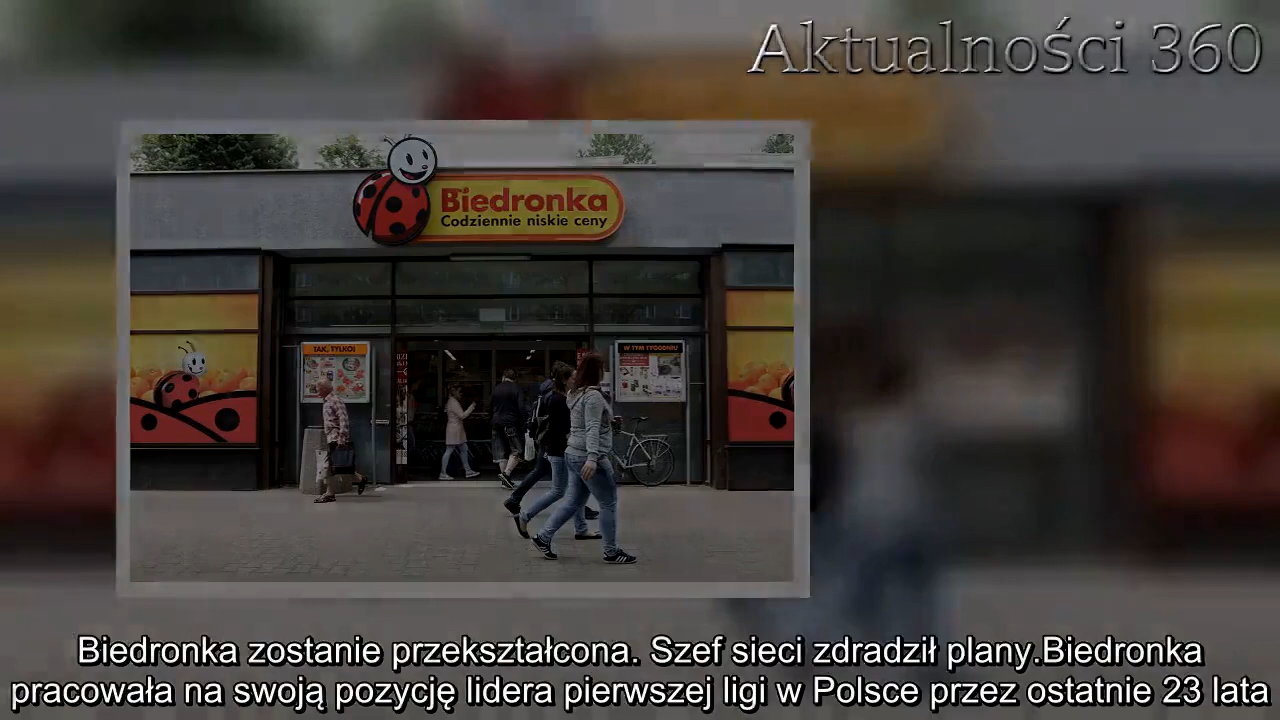 Aktualności 360
Biedronka
Codziennie niskie ceny
TAK, TYLKO!
W TYM TYGODNIU
Biedronka zostanie przekształcona. Szef sieci zdradził plany.Biedronka
pracowała na swoją pozycję lidera pierwszej ligi w Polsce przez ostatnie 23 lata